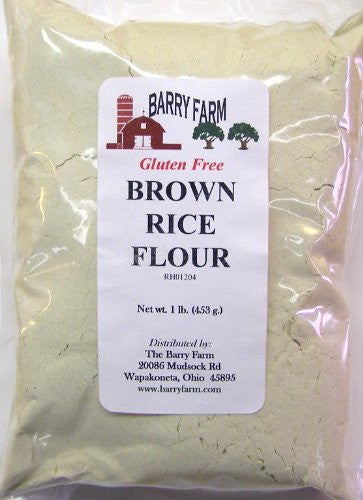 BARRY FARM
Gluten Free
BROWN
RICE
FLOUR
RH01204
Net wt. 1 lb. (453 g.)
Distributed by:
The Barry Farm
20086 Mudsock Rd
Wapakoneta, Ohio 45895
www.barryfarm.com